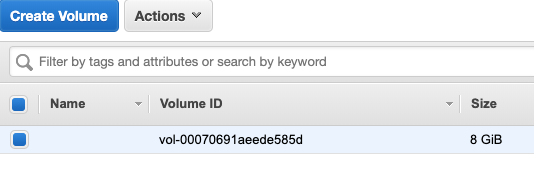 Create Volume Actions
Filter by tags and attributes or search by keyword
Name Volume ID Size
vol-00070691aeede585d 8 GiB